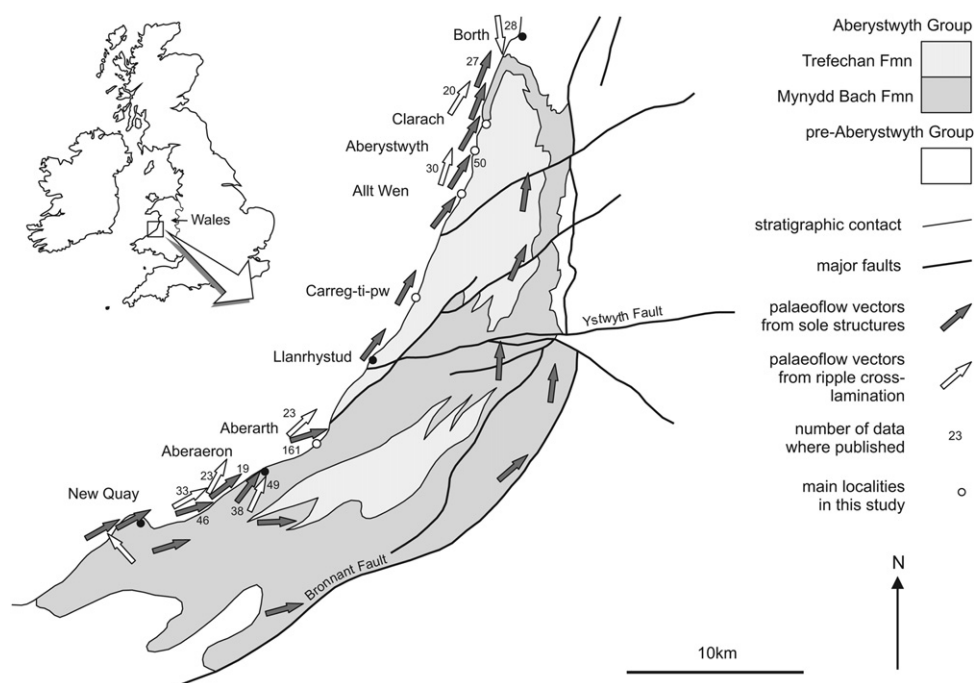 Wales
Borth
28
27
20
Clarach
Aberystwyth
50
30
Allt Wen
Carreg-ti-pw
Ystwyth Fault
Llanrhystud
23
Aberarth
161
Aberaeron
19
23
33
49
New Quay
46
38
Bronnant Fault
10km
Aberystwyth Group
Trefechan Fmn
Mynydd Bach Fmn
pre-Aberystwyth Group
stratigraphic contact
major faults
palaeoflow vectors
from sole structures
palaeoflow vectors
from ripple cross-
lamination
number of data
where published
23
main localities
in this study
N